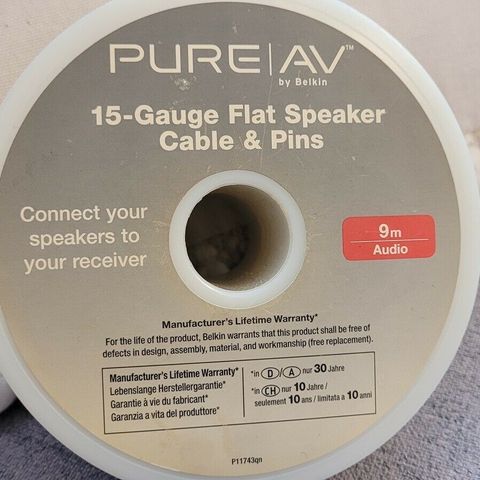 PURE|AV™
by Belkin
15-Gauge Flat Speaker
Cable & Pins
Connect your
speakers to
your receiver
9m
Audio
Manufacturer's Lifetime Warranty*
For the life of the product, Belkin warrants that this product shall be free of
defects in design, assembly, material, and workmanship (free replacement).
Manufacturer's Lifetime Warranty*
Lebenslange Herstellergarantie*
Garantie à vie du fabricant*
Garanzia a vita del produttore*
*in D/A nur 30 Jahre
*in CH nur 10 Jahre /
seulement 10 ans / limitata a 10 anni
P11743qn